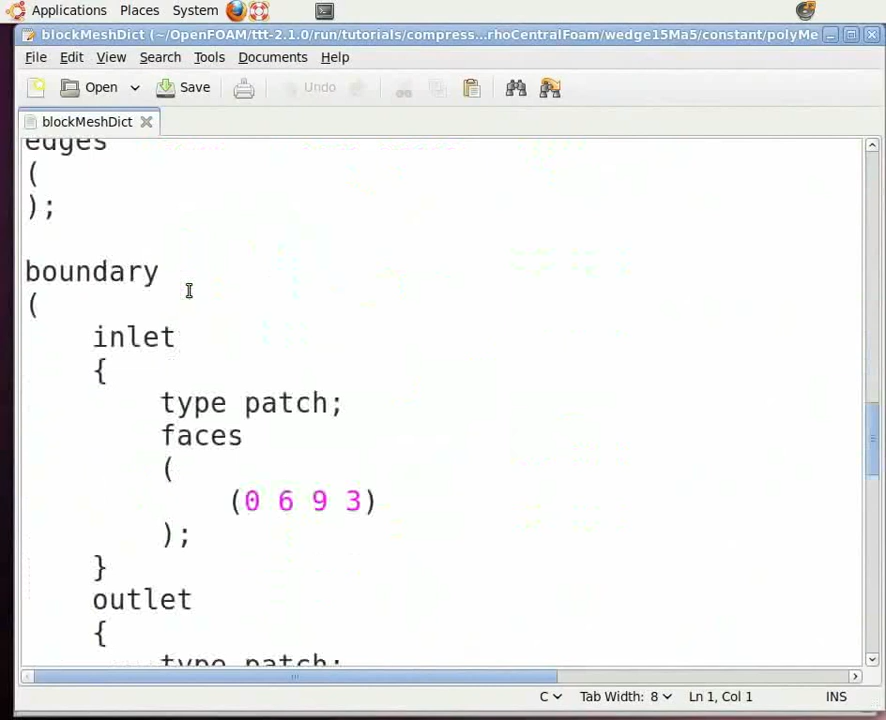 Applications Places System
blockMeshDict (~/OpenFOAM/ttt-2.1.0/run/tutorials/compress...rhoCentralFoam/wedge15Ma5/constant/polyMe
File Edit View Search Tools Documents Help
Open Save Undo
blockMeshDict
edges
(
);
boundary
(
inlet
{
type patch;
faces
(
(0 6 9 3)
);
}
outlet
{
type patch;
C Tab Width: 8 Ln 1, Col 1 INS